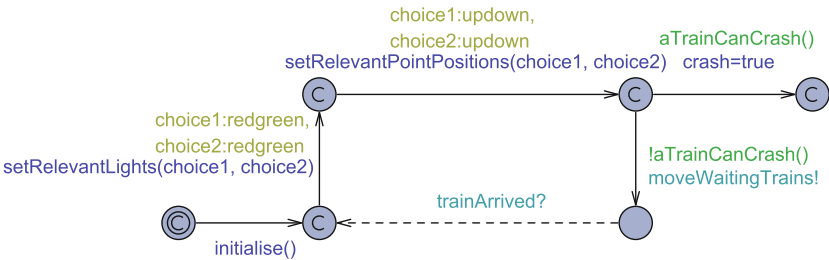 choice1:updown,
choice2:updown
setRelevantPointPositions(choice1, choice2)
aTrainCanCrash()
crash=true
C
C
C
choice1:redgreen,
choice2:redgreen
setRelevantLights(choice1, choice2)
!aTrainCanCrash()
moveWaitingTrains!
trainArrived?
C
C
initialise()